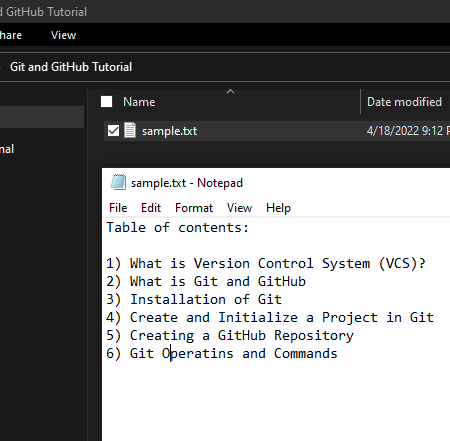 d GitHub Tutorial
hare View
Git and GitHub Tutorial
Name Date modified
nal
sample.txt 4/18/2022 9:12 P
sample.txt - Notepad
File Edit Format View Help
Table of contents:
1) What is Version Control System (VCS)?
2) What is Git and GitHub
3) Installation of Git
4) Create and Initialize a Project in Git
5) Creating a GitHub Repository
6) Git Operatins and Commands